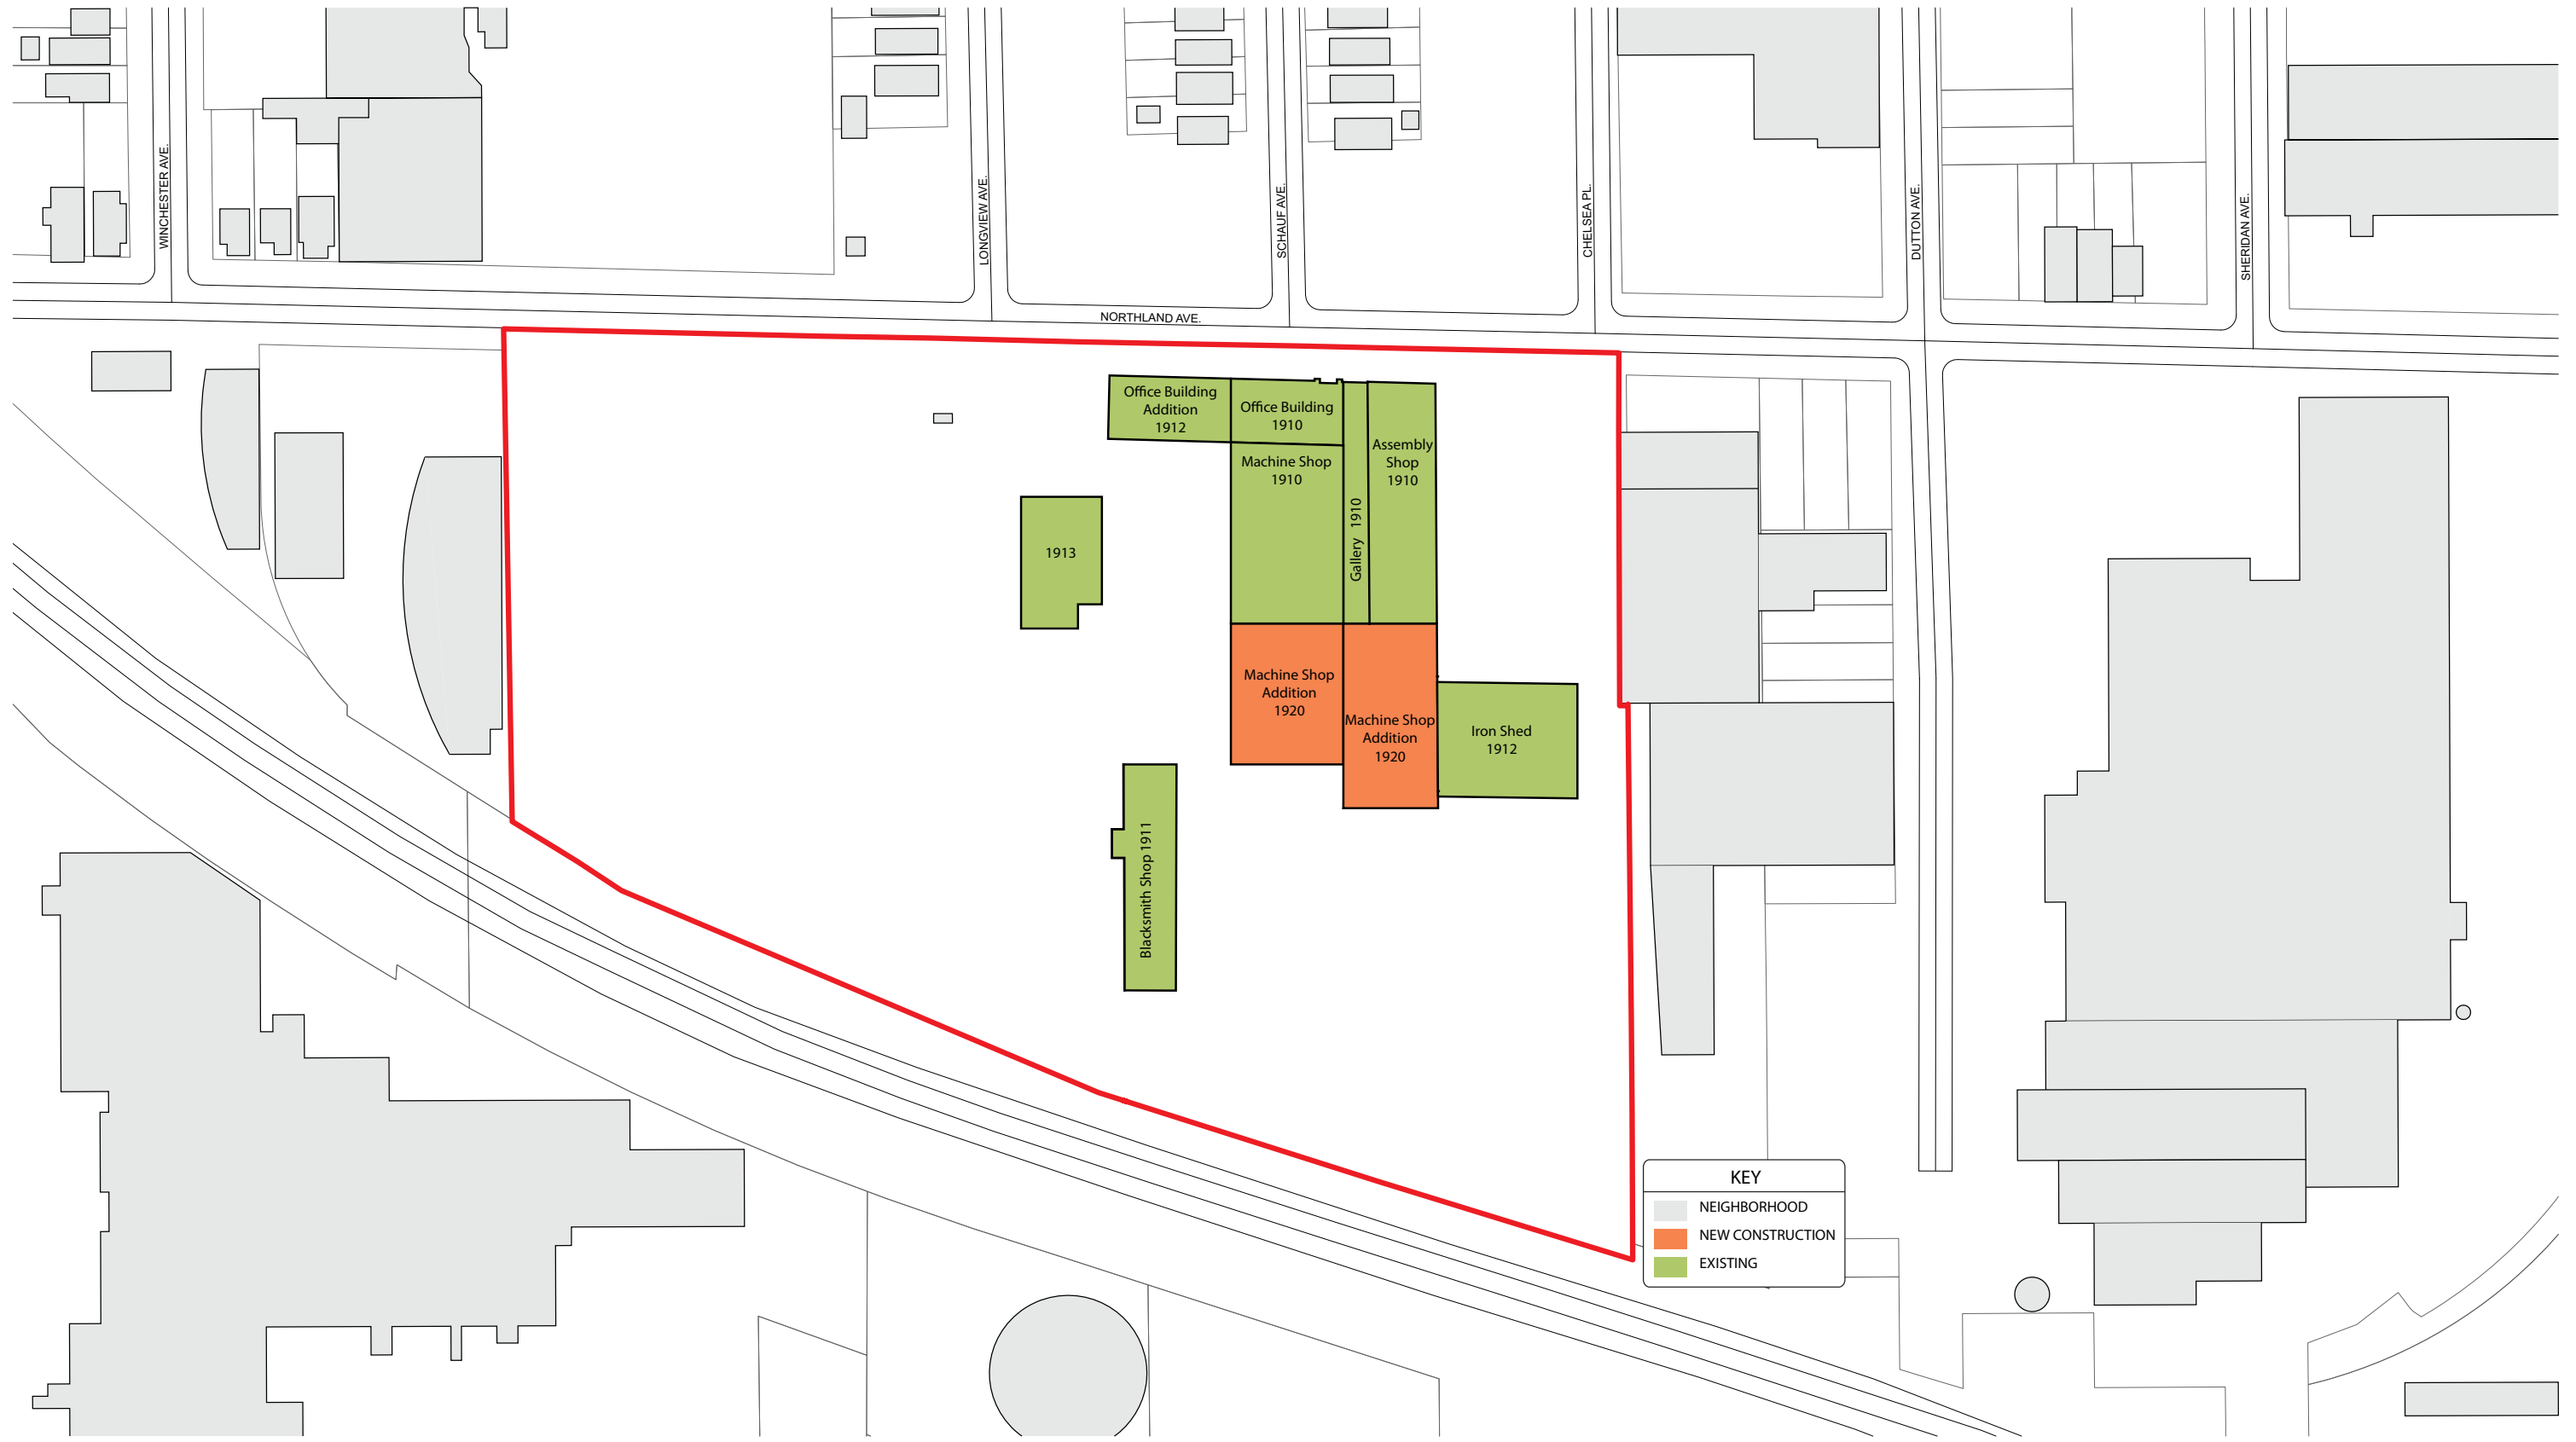 WINCHESTER AVE.
LONGVIEW AVE.
SCHAUF AVE.
CHELSEA PL.
DUTTON AVE.
SHERIDAN AVE.
NORTHLAND AVE.
Office Building
Addition
1912
Office Building
1910
Machine Shop
1910
Gallery 1910
Assembly
Shop
1910
1913
Machine Shop
Addition
1920
Machine Shop
Addition
1920
Iron Shed
1912
Blacksmith Shop 1911
KEY
NEIGHBORHOOD
NEW CONSTRUCTION
EXISTING